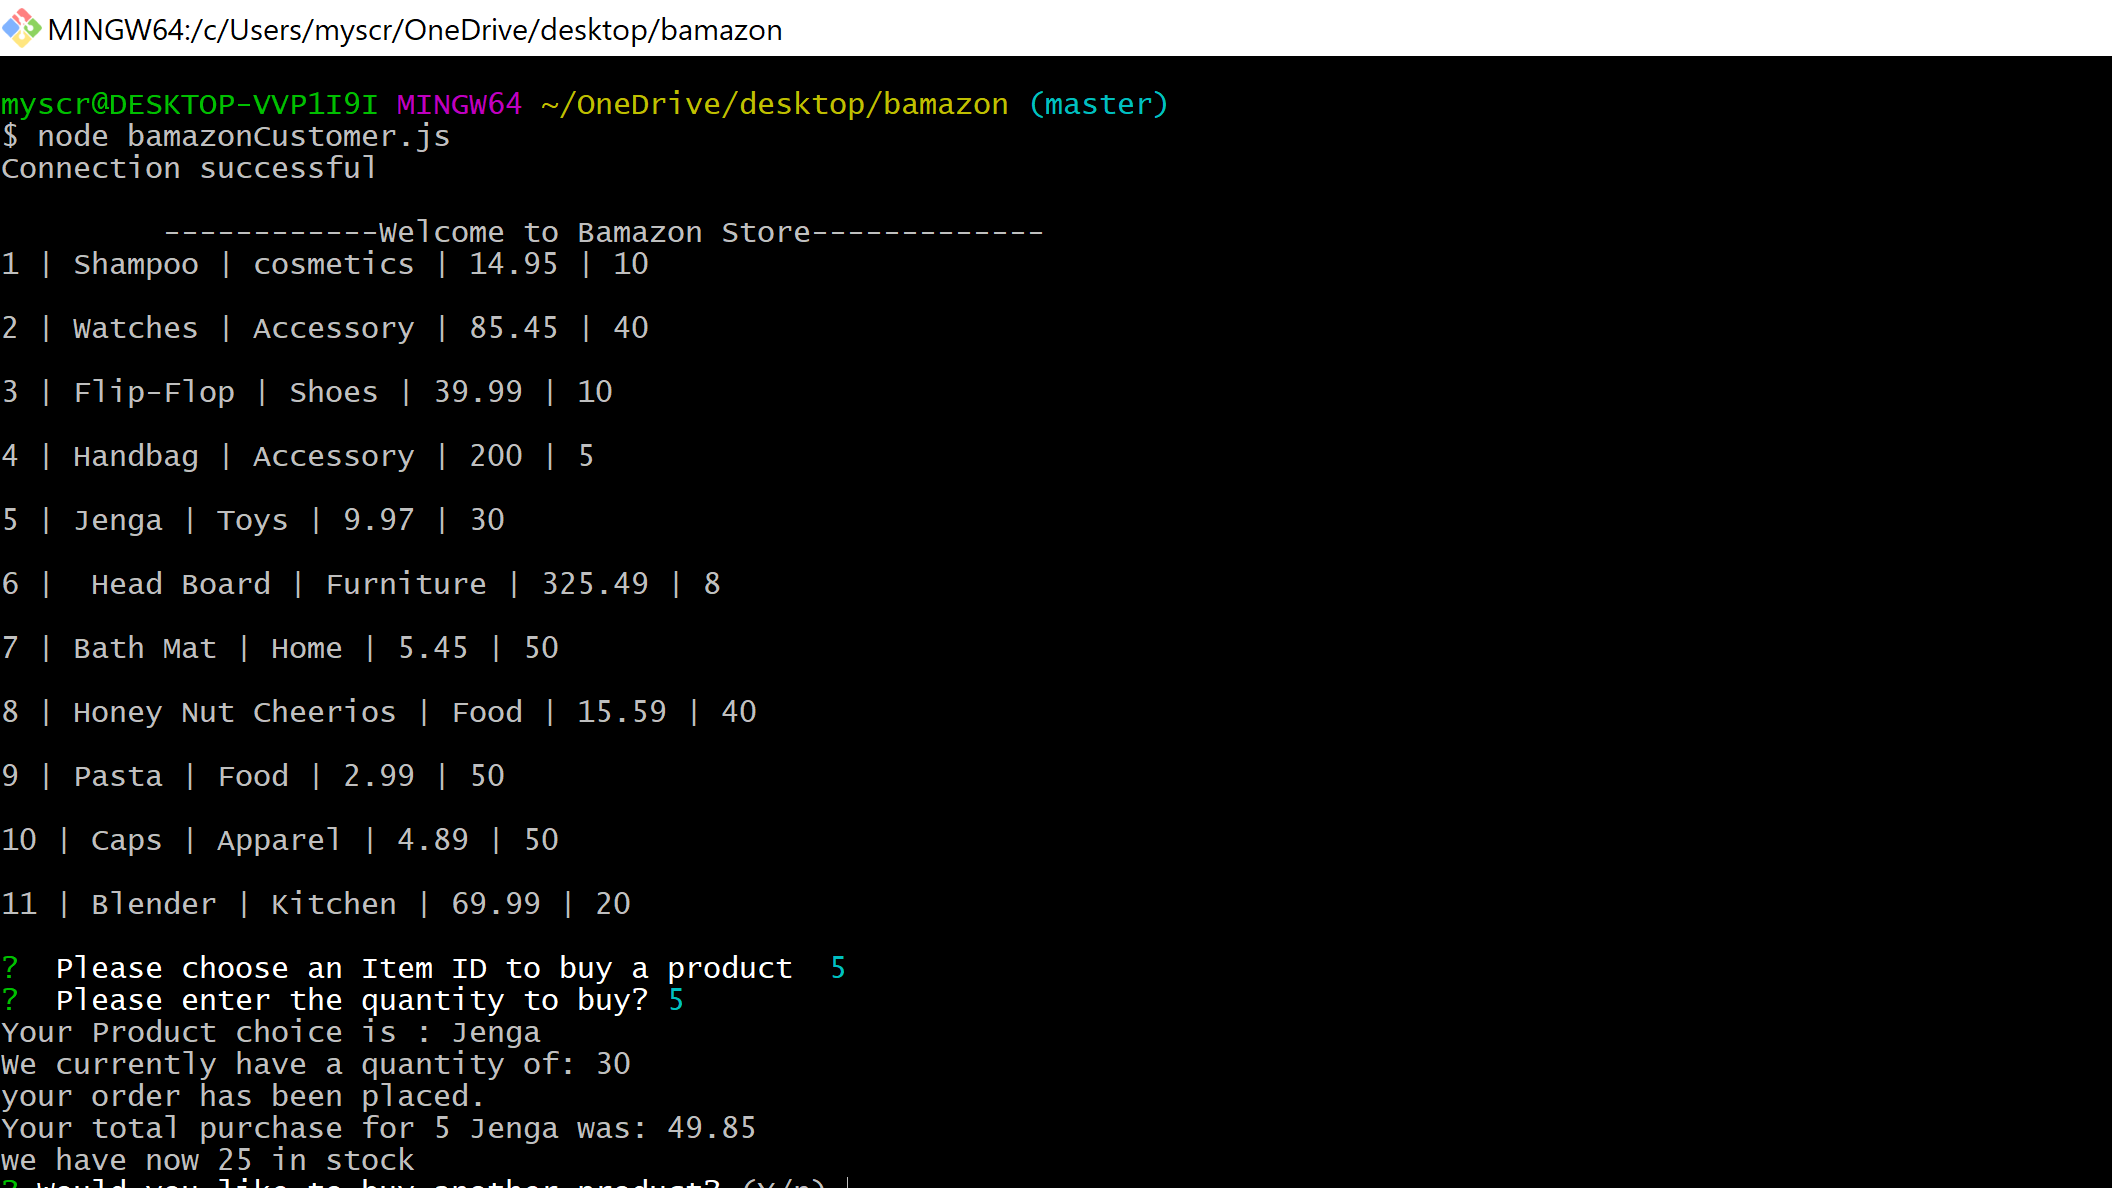 MINGW64:/c/Users/myscr/OneDrive/desktop/bamazon
myscr@DESKTOP-VVP1I9I MINGW64 ~/OneDrive/desktop/bamazon (master)
$ node bamazonCustomer.js
Connection successful
------------Welcome to Bamazon Store-------------
1 | Shampoo | cosmetics | 14.95 | 10
2 | Watches | Accessory | 85.45 | 40
3 | Flip-Flop | Shoes | 39.99 | 10
4 | Handbag | Accessory | 200 | 5
5 | Jenga | Toys | 9.97 | 30
6 |  Head Board | Furniture | 325.49 | 8
7 | Bath Mat | Home | 5.45 | 50
8 | Honey Nut Cheerios | Food | 15.59 | 40
9 | Pasta | Food | 2.99 | 50
10 | Caps | Apparel | 4.89 | 50
11 | Blender | Kitchen | 69.99 | 20
?  Please choose an Item ID to buy a product  5
?  Please enter the quantity to buy? 5
Your Product choice is : Jenga
We currently have a quantity of: 30
your order has been placed.
Your total purchase for 5 Jenga was: 49.85
we have now 25 in stock
? Would you like to buy another product? (Y/n)